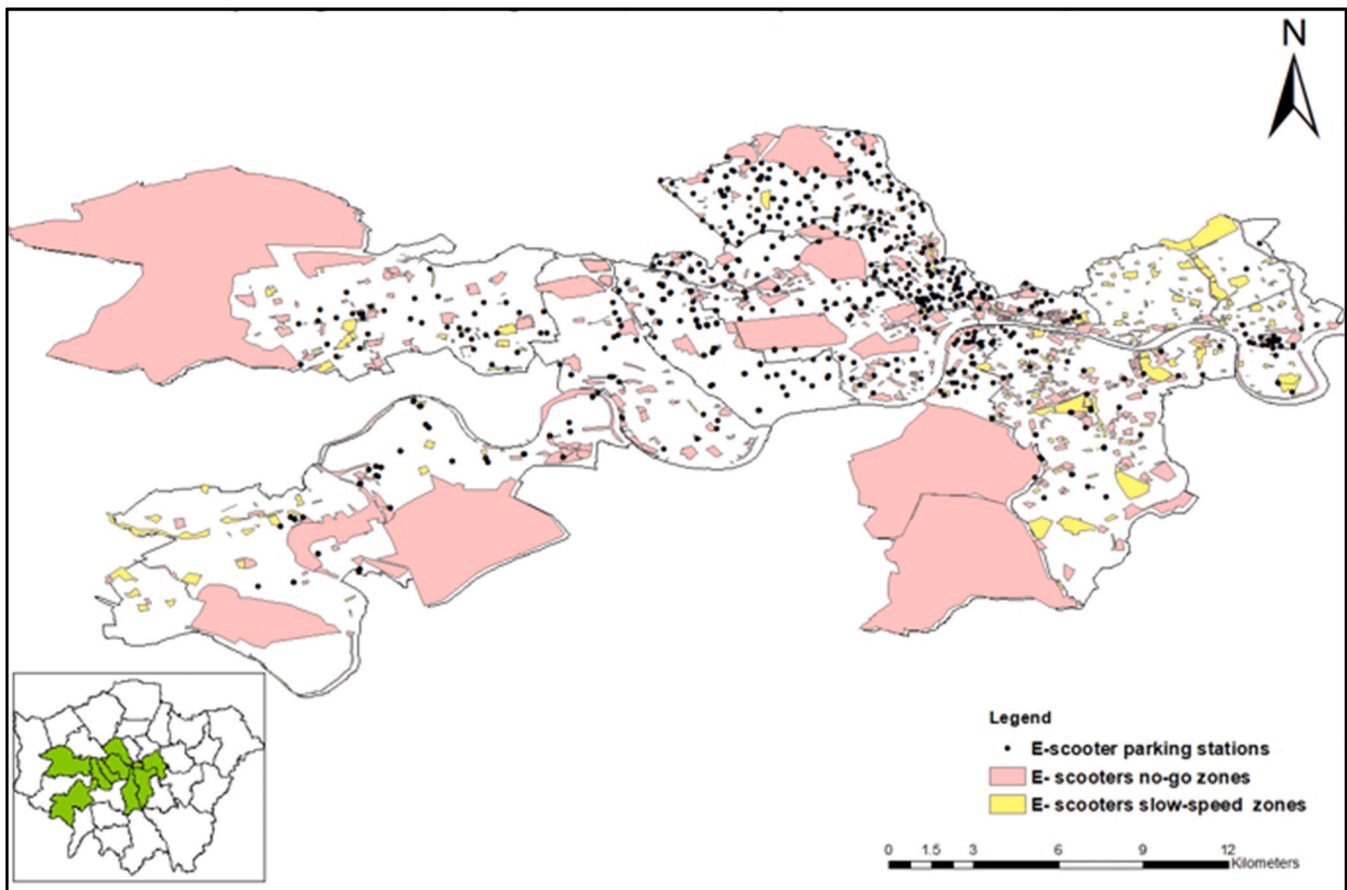 N
Legend
E-scooter parking stations
E- scooters no-go zones
E- scooters slow-speed zones
0 1.5 3 6 9 12
Kilometers